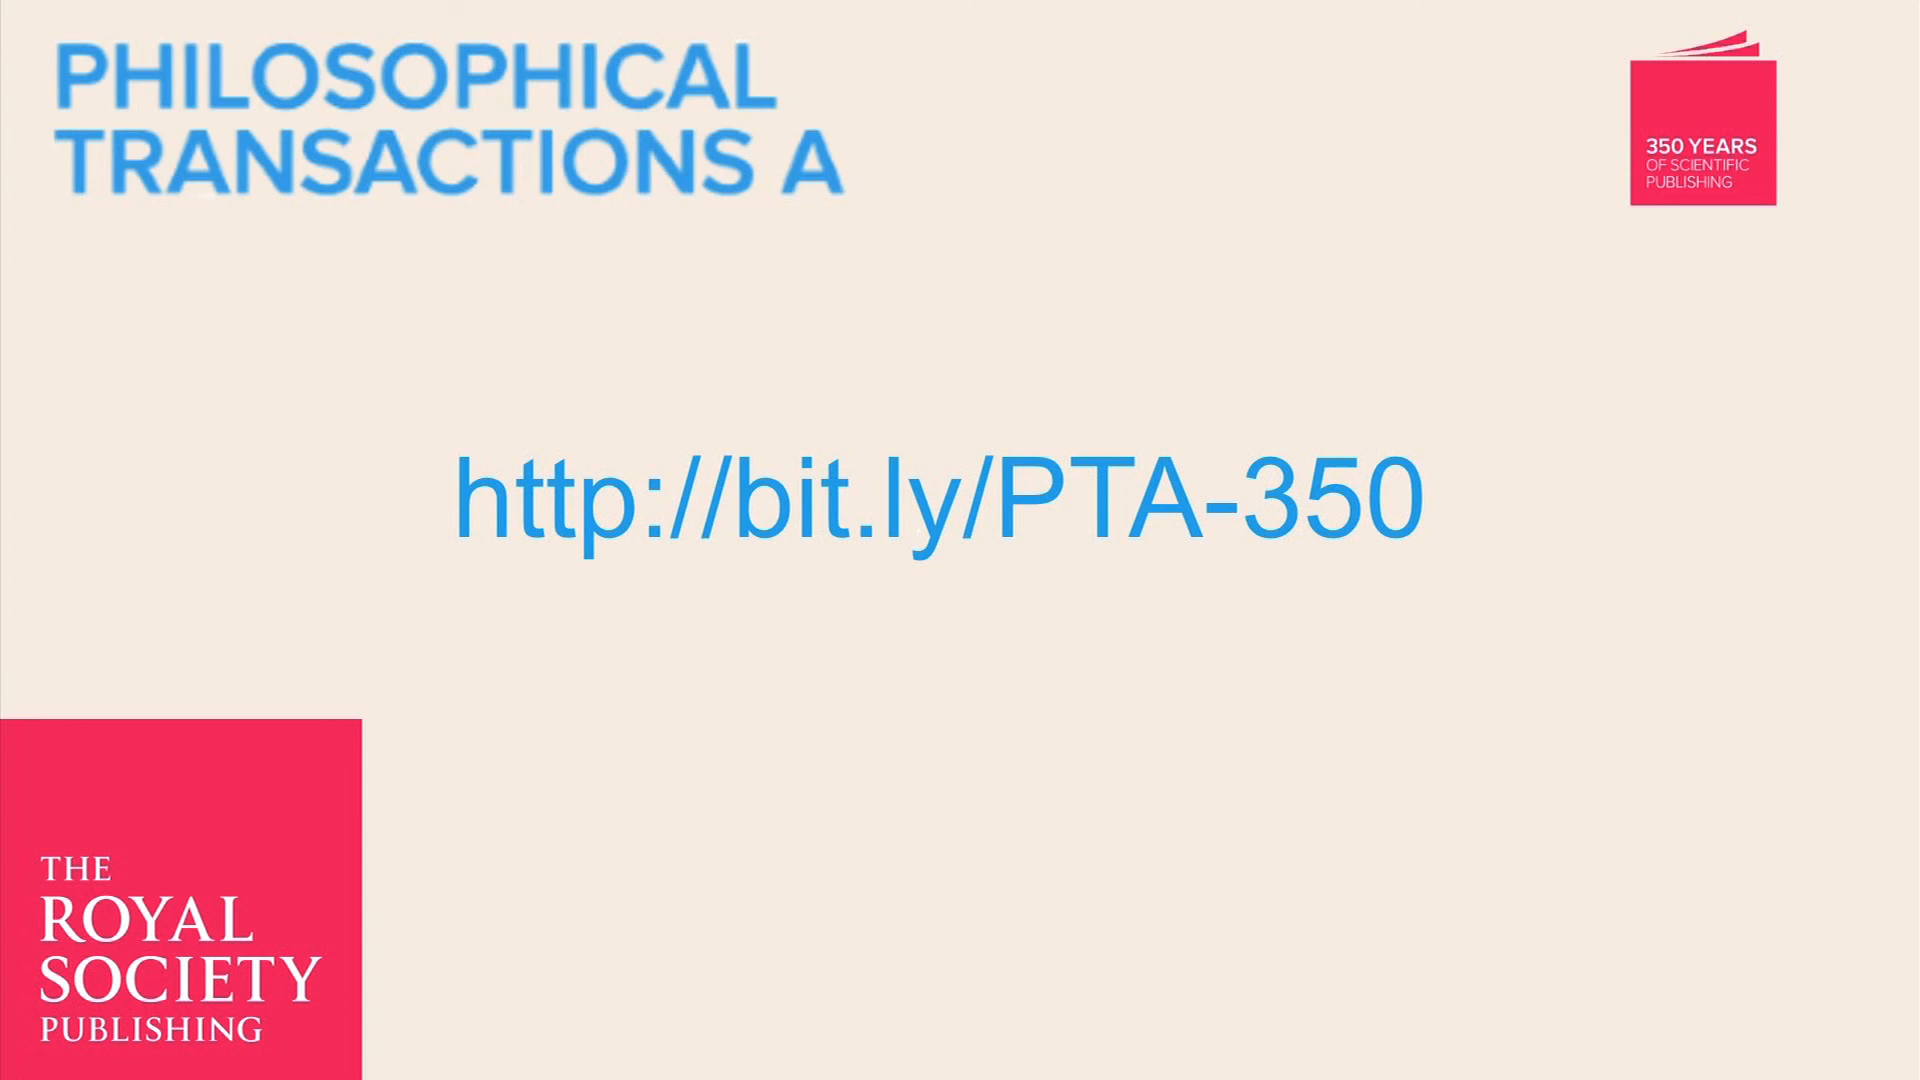 PHILOSOPHICAL
TRANSACTIONS A
350 YEARS
OF SCIENTIFIC
PUBLISHING
http://bit.ly/PTA-350
THE
ROYAL
SOCIETY
PUBLISHING